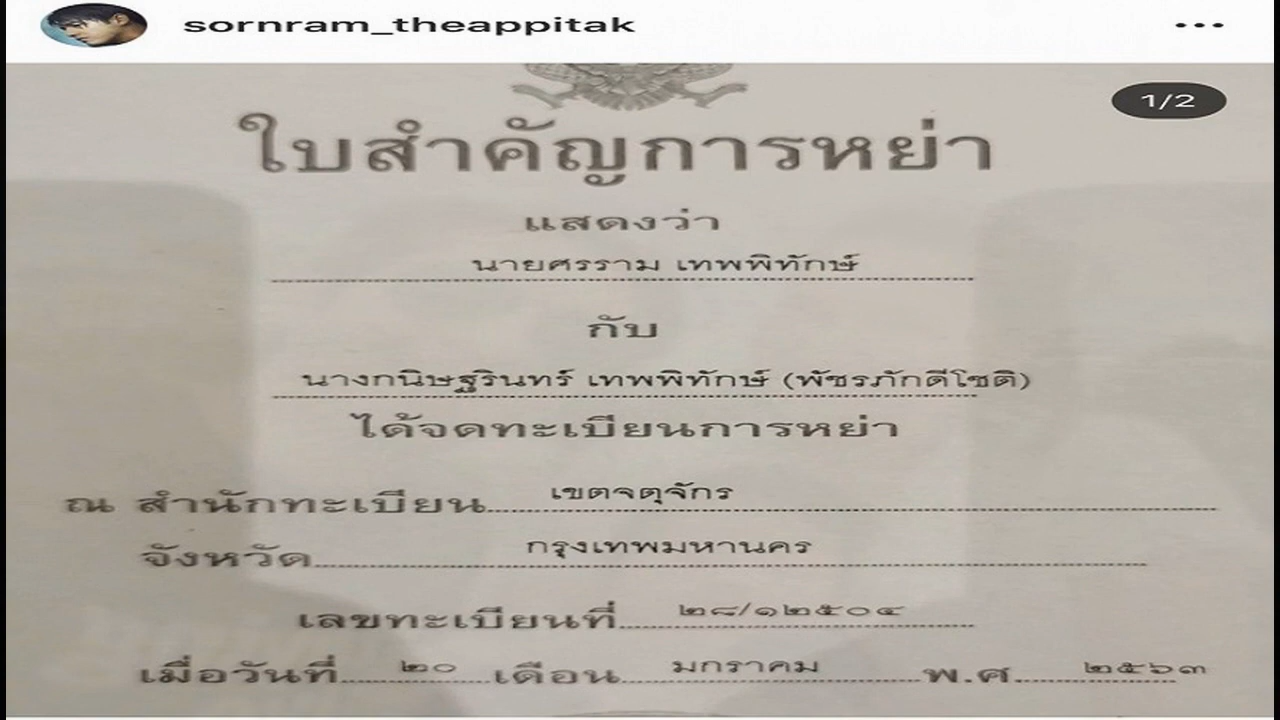 sornram_theappitak
1/2
ใบสำคัญการหย่า
แสดงว่า
นายศรราม เทพพิทักษ์
กับ
นางกนิษฐรินทร์ เทพพิทักษ์ (พัชรภักดีโชติ)
ได้จดทะเบียนการหย่า
ณ สำนักทะเบียน เขตจตุจักร
จังหวัด กรุงเทพมหานคร
เลขทะเบียนที่ ๒๘/๑๒๕๐๔
เมื่อวันที่ ๒๐ เดือน มกราคม พ.ศ. ๒๕๖๓